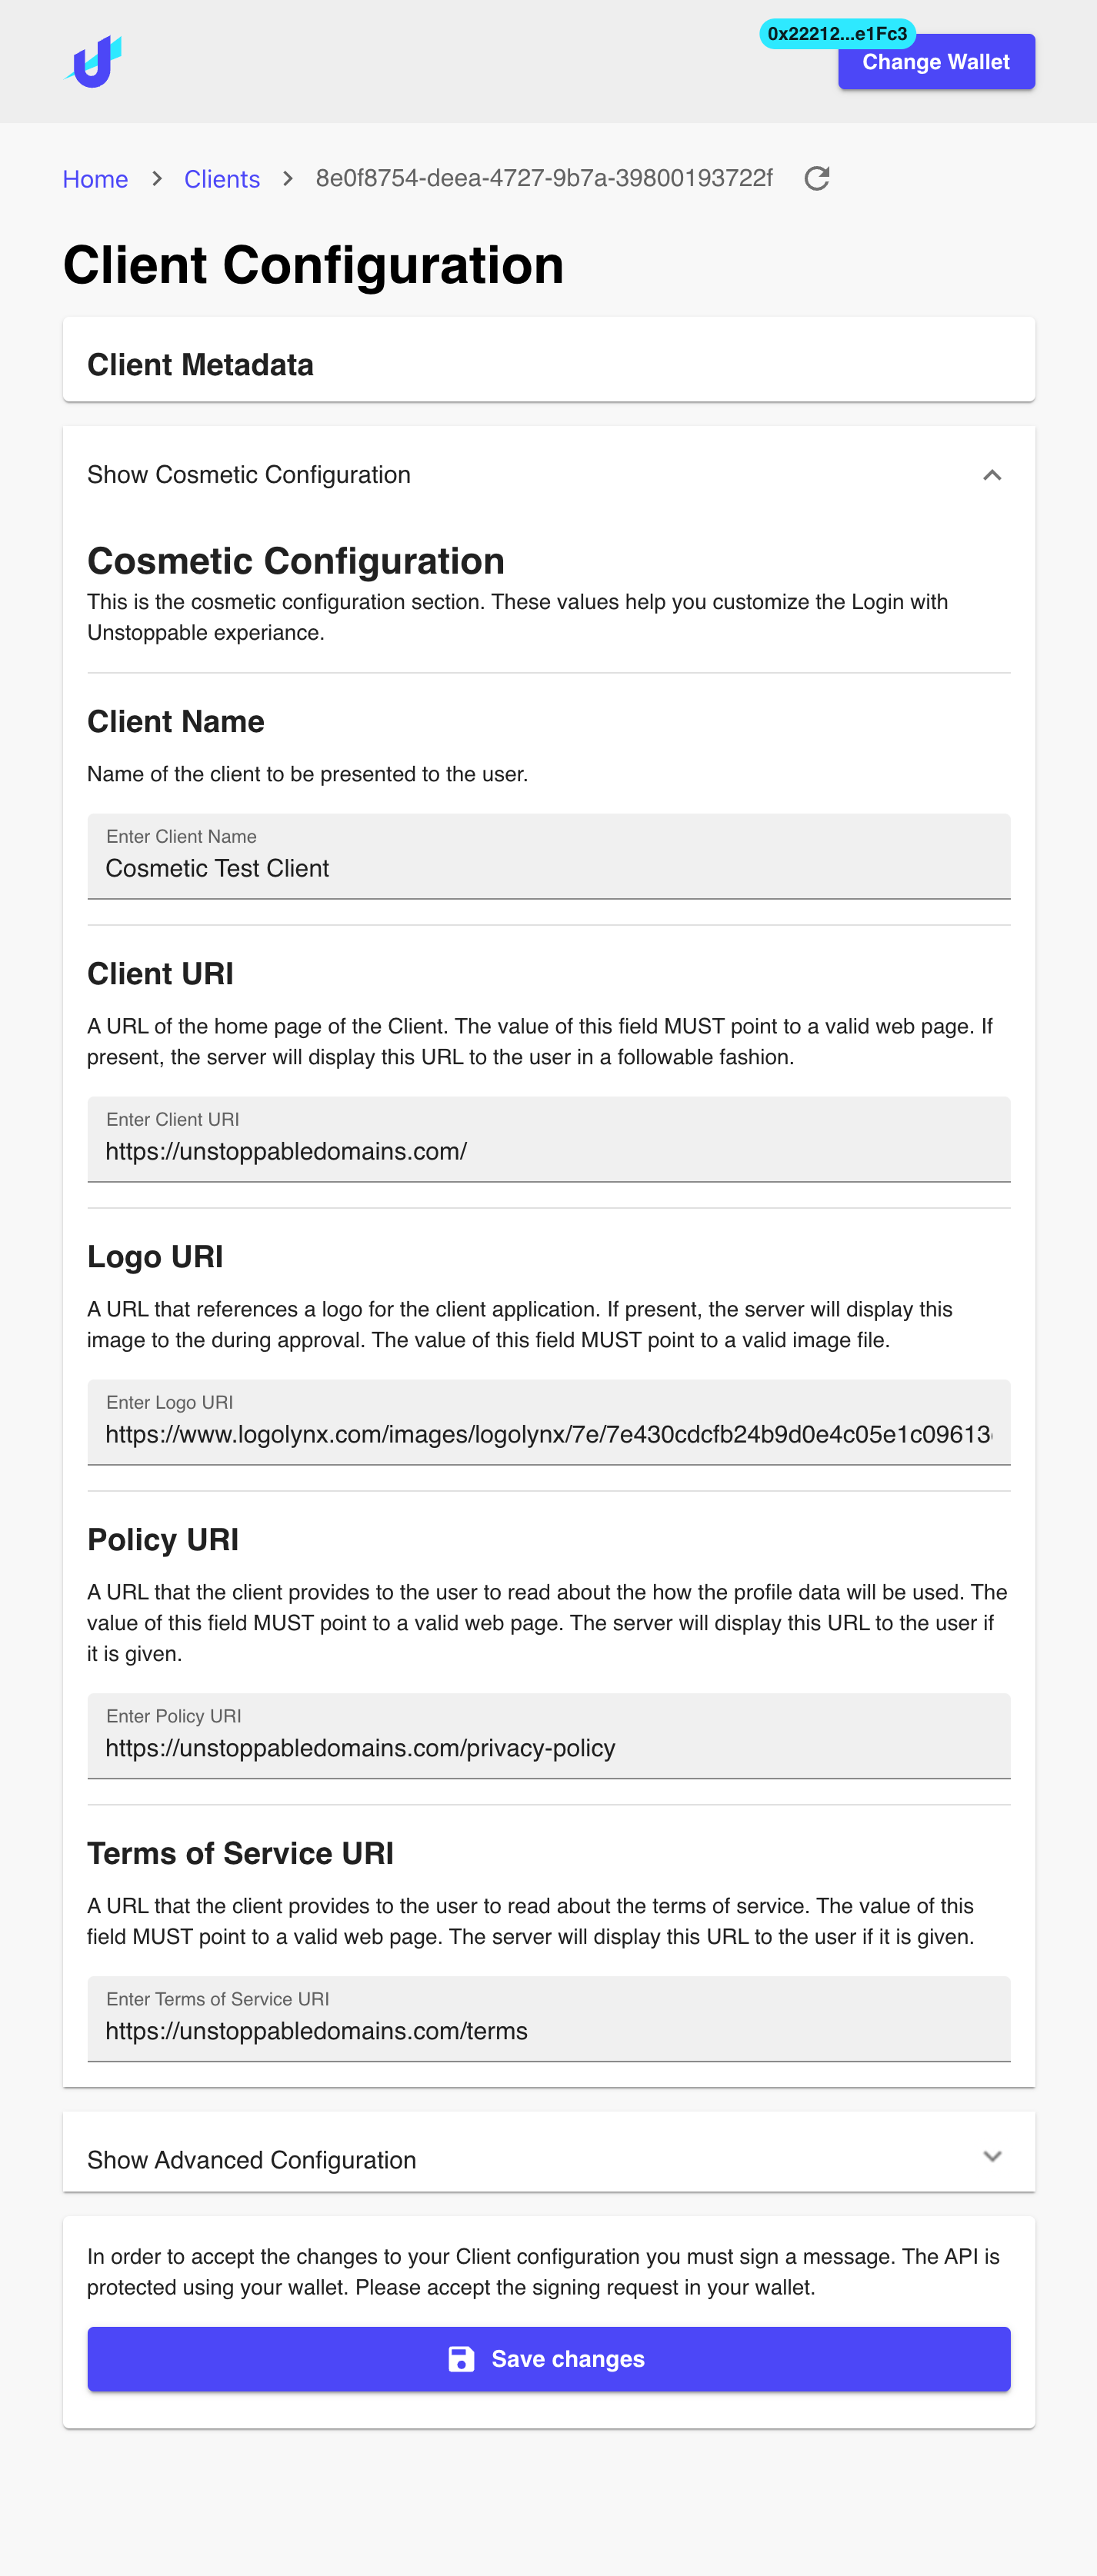 0x22212...e1Fc3
Change Wallet
Home > Clients > 8e0f8754-deea-4727-9b7a-39800193722f
Client Configuration
Client Metadata
Show Cosmetic Configuration
Cosmetic Configuration
This is the cosmetic configuration section. These values help you customize the Login with
Unstoppable experiance.
Client Name
Name of the client to be presented to the user.
Enter Client Name
Cosmetic Test Client
Client URI
A URL of the home page of the Client. The value of this field MUST point to a valid web page. If
present, the server will display this URL to the user in a followable fashion.
Enter Client URI
https://unstoppabledomains.com/
Logo URI
A URL that references a logo for the client application. If present, the server will display this
image to the during approval. The value of this field MUST point to a valid image file.
Enter Logo URI
https://www.logolynx.com/images/logolynx/7e/7e430cdcfb24b9d0e4c05e1c09613
Policy URI
A URL that the client provides to the user to read about the how the profile data will be used. The
value of this field MUST point to a valid web page. The server will display this URL to the user if
it is given.
Enter Policy URI
https://unstoppabledomains.com/privacy-policy
Terms of Service URI
A URL that the client provides to the user to read about the terms of service. The value of this
field MUST point to a valid web page. The server will display this URL to the user if it is given.
Enter Terms of Service URI
https://unstoppabledomains.com/terms
Show Advanced Configuration
In order to accept the changes to your Client configuration you must sign a message. The API is
protected using your wallet. Please accept the signing request in your wallet.
Save changes